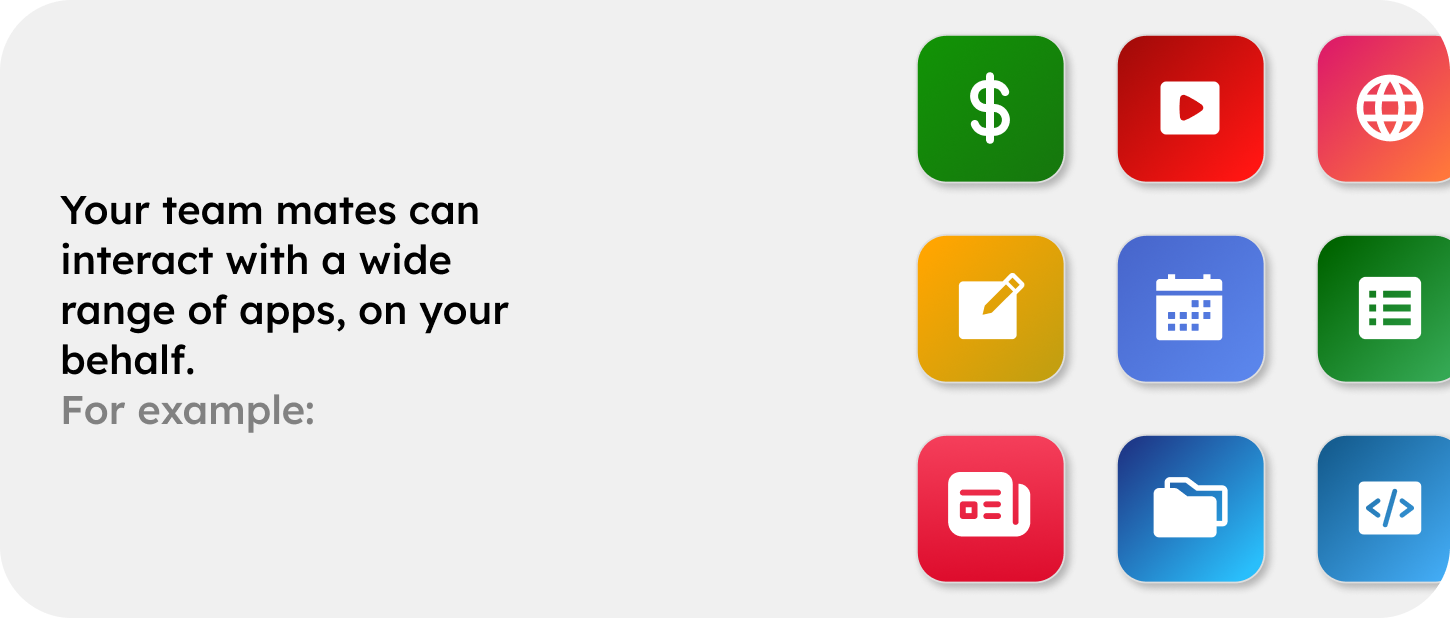 Your team mates can
interact with a wide
range of apps, on your
behalf.
For example: